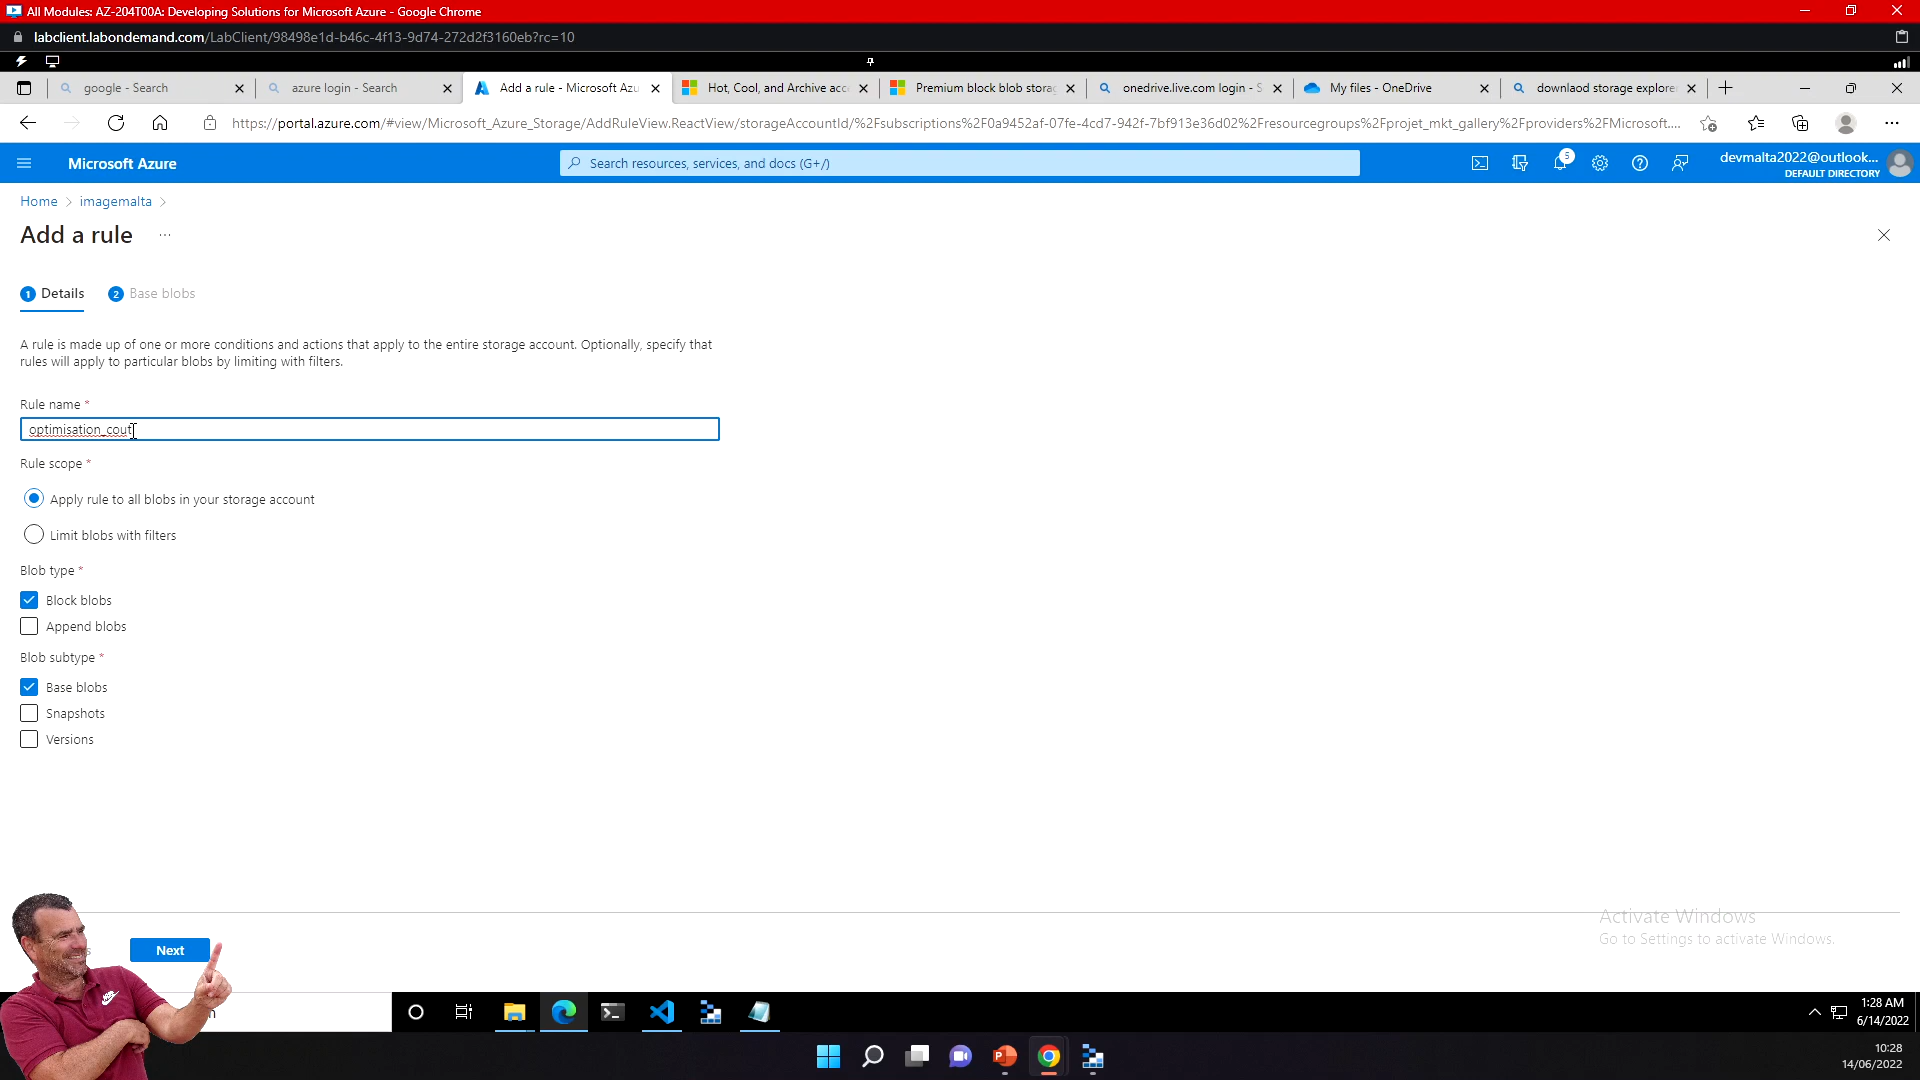 All Modules: AZ-204T00A: Developing Solutions for Microsoft Azure - Google Chrome
labclient.labondemand.com/LabClient/98498e1d-b46c-4f13-9d74-272d2f3160eb?rc=10
google - Search
azure login - Search
Add a rule - Microsoft Azu
Hot, Cool, and Archive acc
Premium block blob storag
onedrive.live.com login - S
My files - OneDrive
downlaod storage explore
https://portal.azure.com/#view/Microsoft_Azure_Storage/AddRuleView.ReactView/storageAccountId/%2Fsubscriptions%2F0a9452af-07fe-4cd7-942f-7bf913e36d02%2Fresourcegroups%2Fprojet_mkt_gallery%2Fproviders%2FMicrosoft....
Microsoft Azure
Search resources, services, and docs (G+/)
5
devmalta2022@outlook...
DEFAULT DIRECTORY
Home > imagemalta >
Add a rule ...
1 Details
2 Base blobs
A rule is made up of one or more conditions and actions that apply to the entire storage account. Optionally, specify that
rules will apply to particular blobs by limiting with filters.
Rule name *
optimisation_cout
Rule scope *
Apply rule to all blobs in your storage account
Limit blobs with filters
Blob type *
Block blobs
Append blobs
Blob subtype *
Base blobs
Snapshots
Versions
Activate Windows
Go to Settings to activate Windows.
Next
1:28 AM
6/14/2022
10:28
14/06/2022